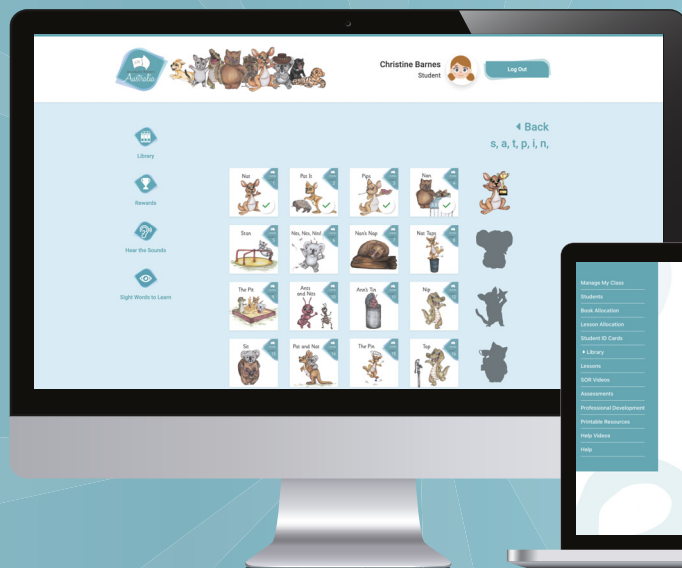 Australia
Christine Barnes
Student
Log Out
Back
s, a, t, p, i, n,
Library
Rewards
Hear the Sounds
Sight Words to Learn
Nat
Pat It
Pips
Nan
Stan
Nits, Nits, Nits!
Nan's Nap
Nat Taps
The Pit
Ants
and Nits
Ann's Tin
Nip
Sit
Pat and Nat
The Pin
Tap
Manage My Class
Students
Book Allocation
Lesson Allocation
Student ID Cards
Library
Lessons
SOR Videos
Assessments
Professional Development
Printable Resources
Help Videos
Help